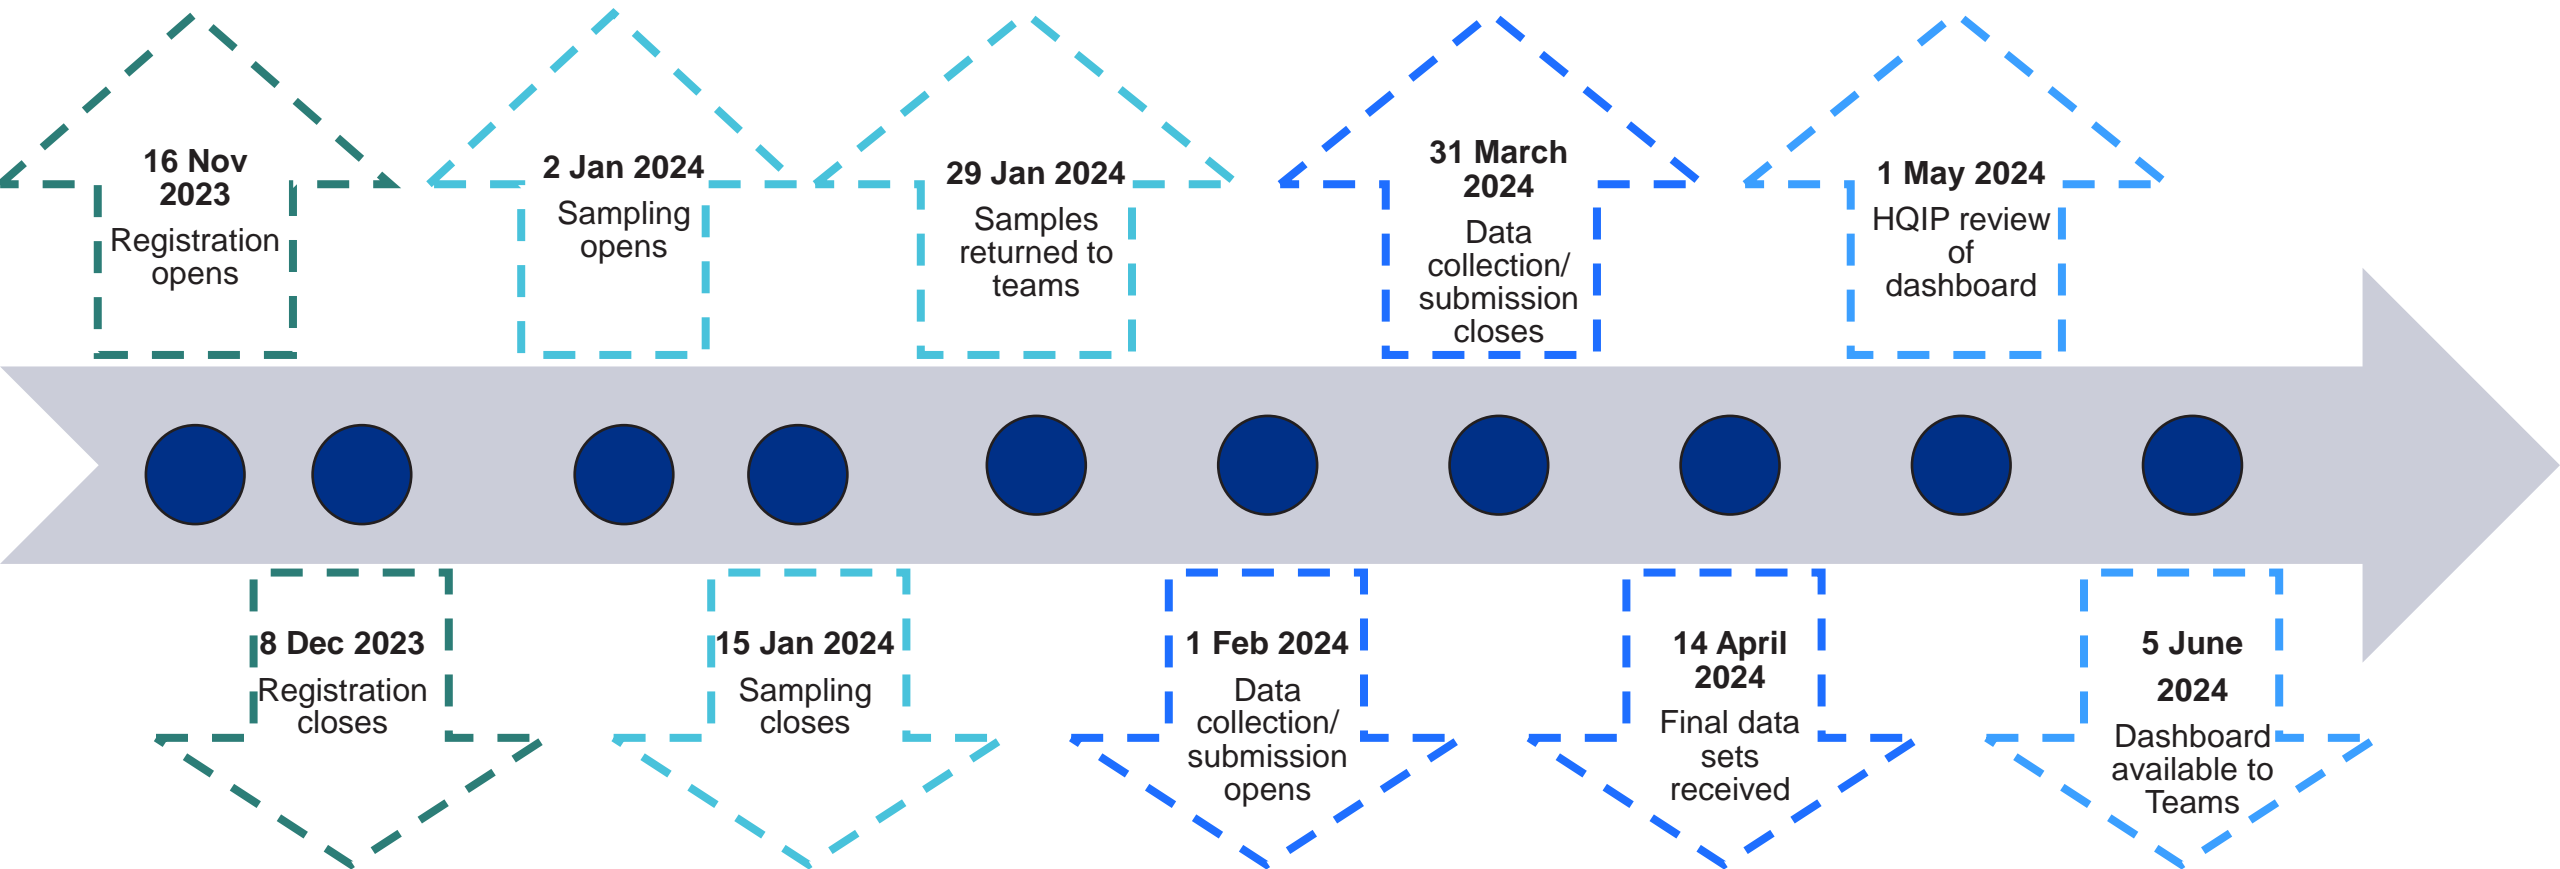 16 Nov
2023
Registration
opens
2 Jan 2024
Sampling
opens
29 Jan 2024
Samples
returned to
teams
31 March
2024
Data
collection/
submission
closes
1 May 2024
HQIP review
of
dashboard
8 Dec 2023
Registration
closes
15 Jan 2024
Sampling
closes
1 Feb 2024
Data
collection/
submission
opens
14 April
2024
Final data
sets
received
5 June
2024
Dashboard
available to
Teams